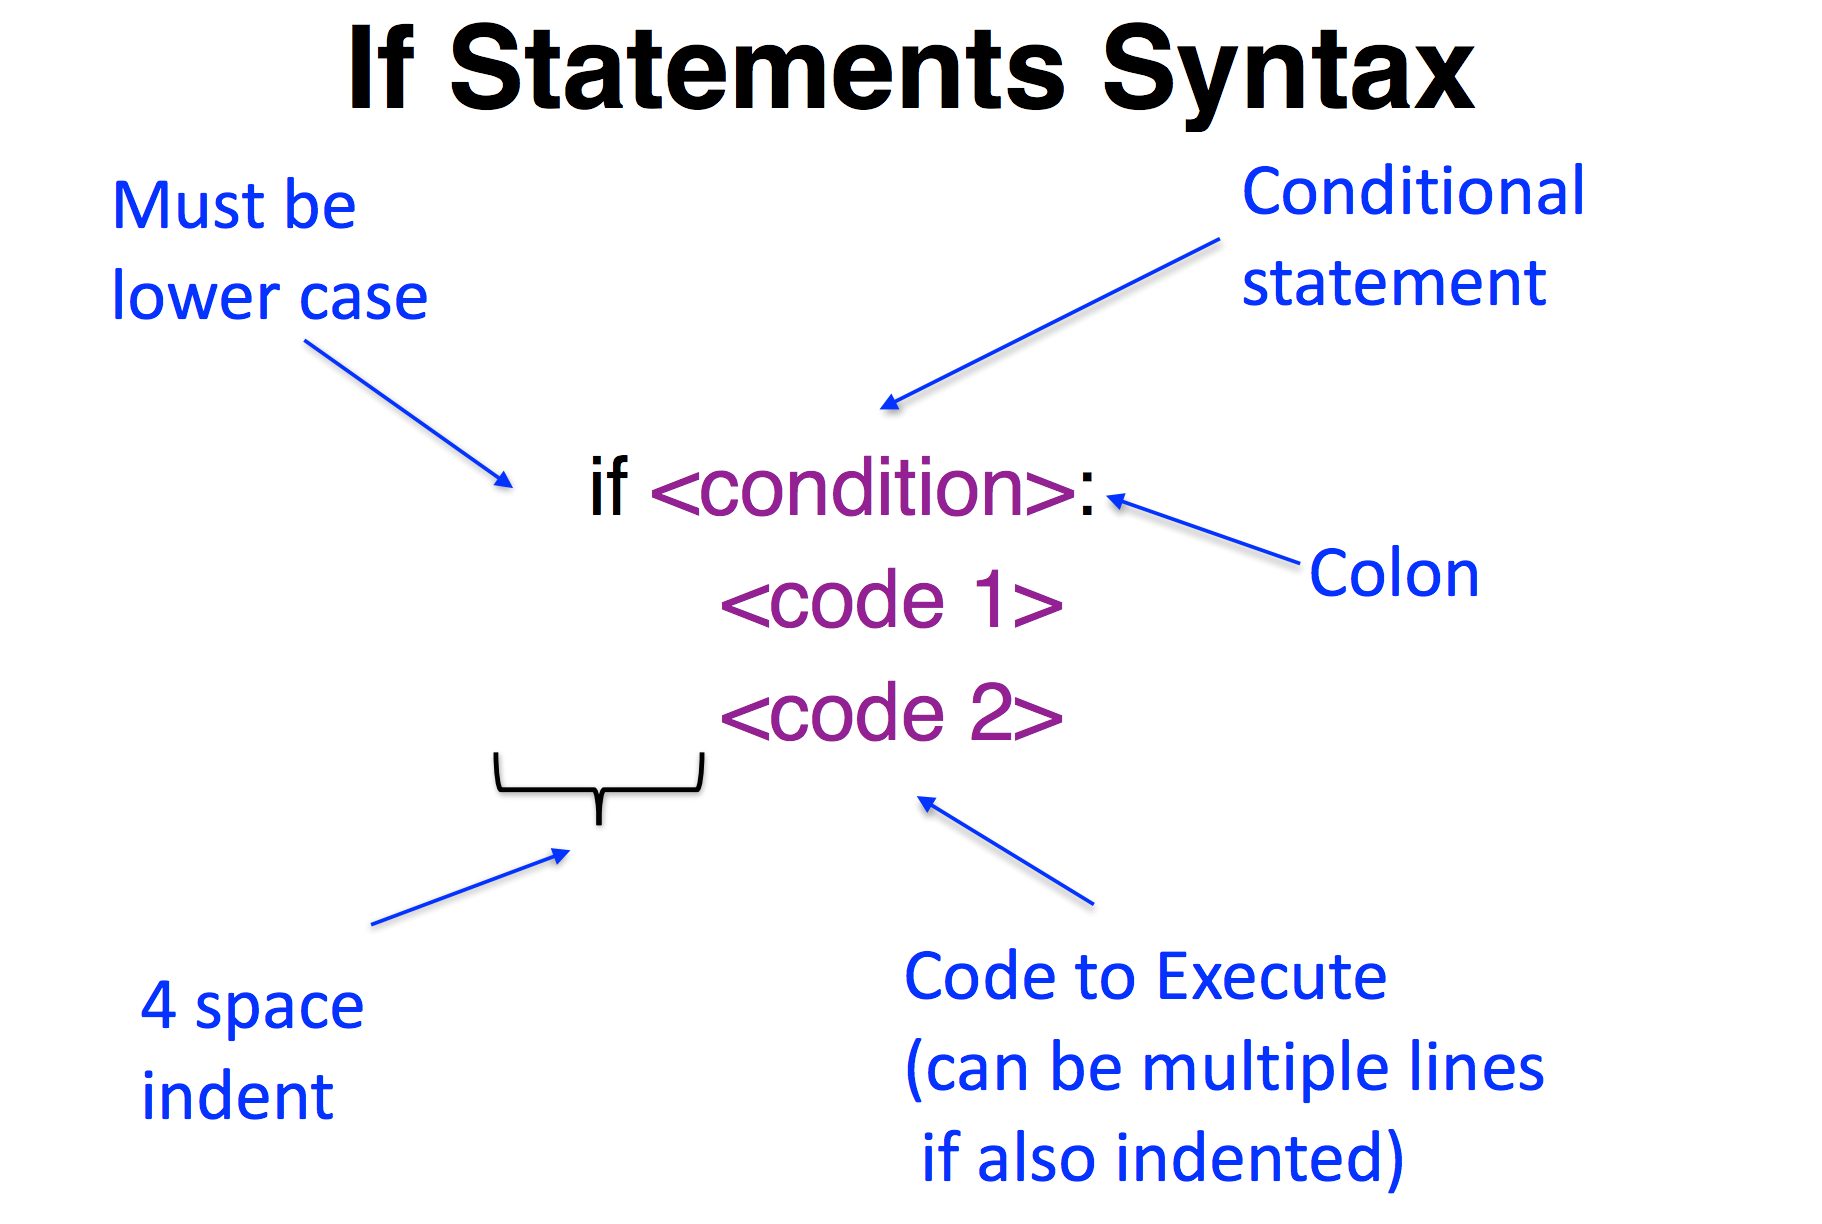 If Statements Syntax
Must be
lower case
Conditional
statement
if <condition>:
<code 1>
<code 2>
Colon
4 space
indent
Code to Execute
(can be multiple lines
if also indented)